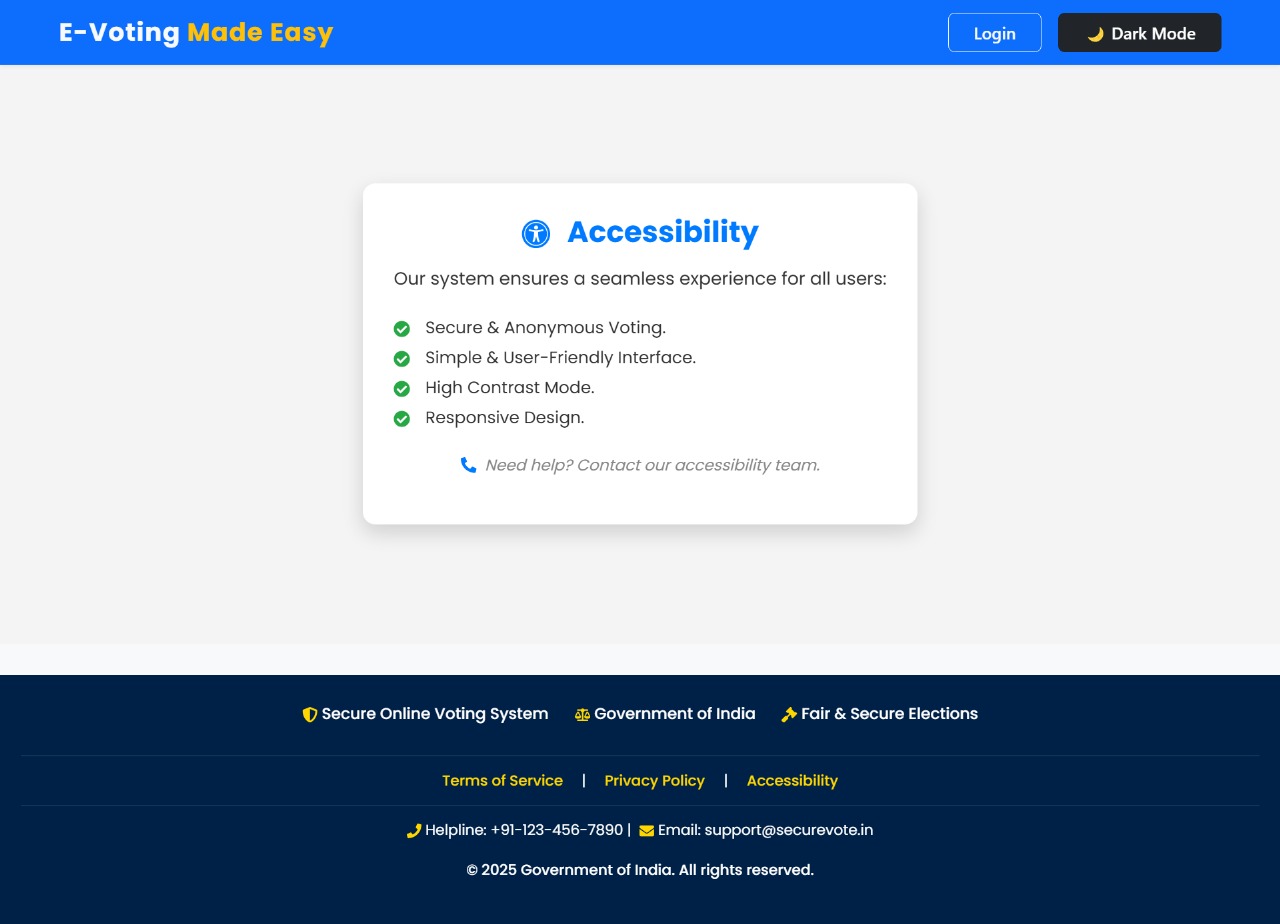 E-Voting Made Easy
Login
🌙 Dark Mode
Accessibility
Our system ensures a seamless experience for all users:
Secure & Anonymous Voting.
Simple & User-Friendly Interface.
High Contrast Mode.
Responsive Design.
Need help? Contact our accessibility team.
Secure Online Voting System Government of India Fair & Secure Elections
Terms of Service | Privacy Policy | Accessibility
Helpline: +91-123-456-7890 | Email: support@securevote.in
© 2025 Government of India. All rights reserved.